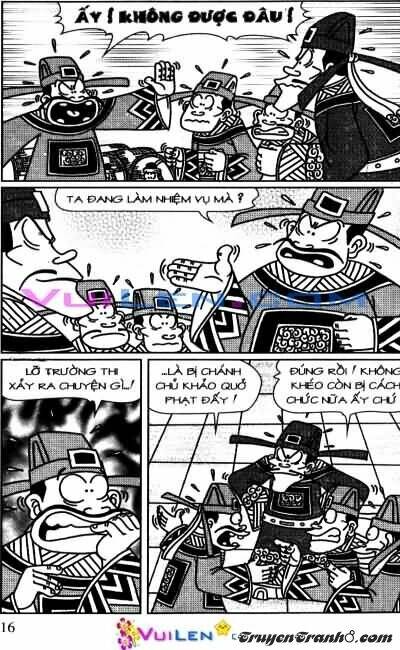 ẤY! KHÔNG ĐƯỢC ĐÂU!
TA ĐANG LÀM NHIỆM VỤ MÀ?
VUILEN.COM
LỠ TRƯỜNG THI
XẢY RA CHUYỆN GÌ...!
...LÀ BỊ CHÁNH
CHỦ KHẢO QUỞ
PHẠT ĐẤY!
ĐÚNG RỒI! KHÔNG
KHÉO CÒN BỊ CÁCH
CHỨC NỮA ẤY CHỨ
16
VUILEN
TruyenTranh8.com